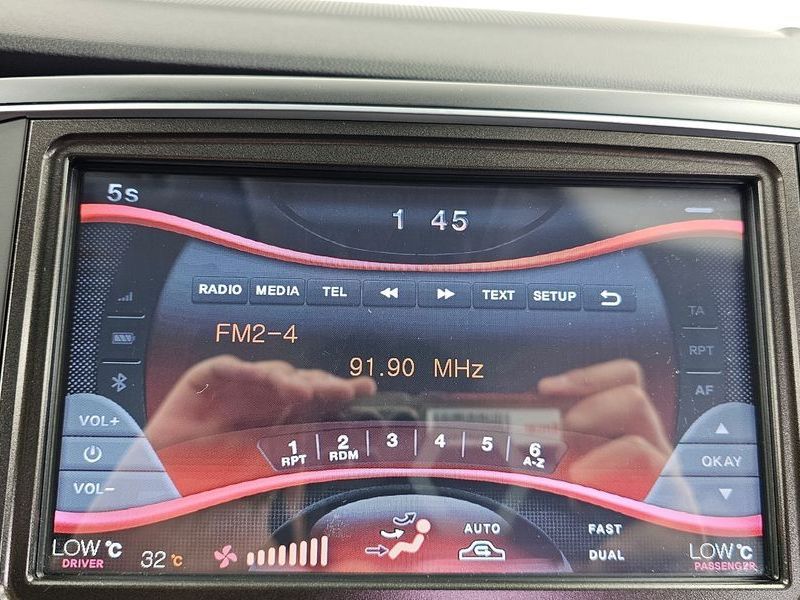 5s
1 45
RADIO MEDIA TEL TEXT SETUP
FM2-4
91.90 MHz
TA
RPT
AF
VOL+
VOL-
1 2 3 4 5 6
RPT RDM A-Z
OKAY
LOW °C
DRIVER
32 °C
AUTO
FAST
DUAL
LOW °C
PASSENGER